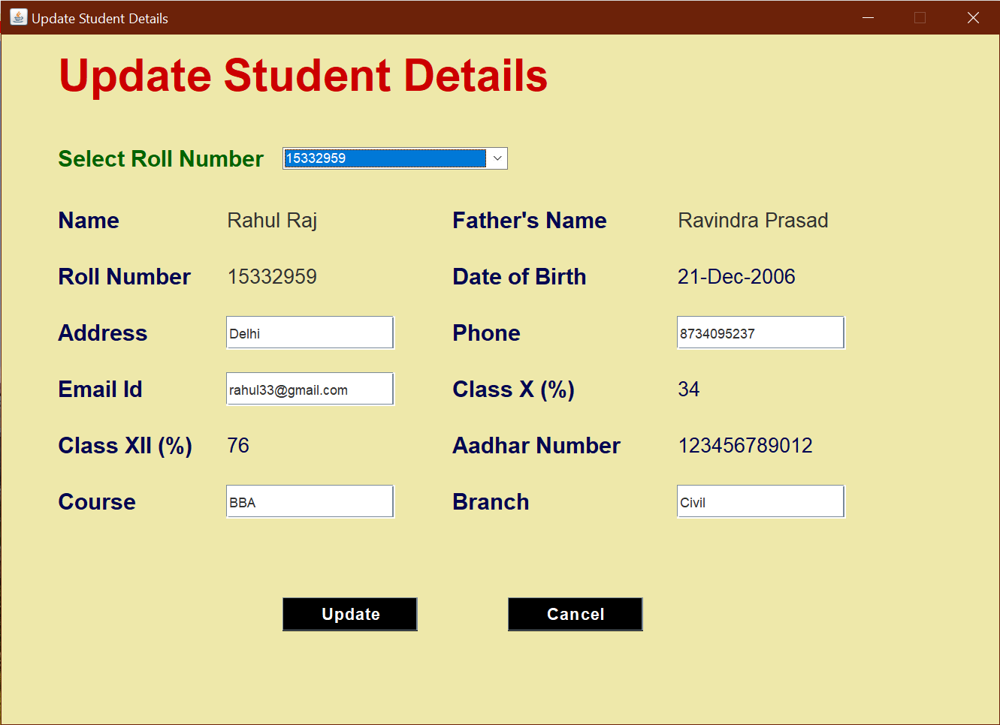 Update Student Details
Update Student Details
Select Roll Number 15332959
Name Rahul Raj Father's Name Ravindra Prasad
Roll Number 15332959 Date of Birth 21-Dec-2006
Address Delhi Phone 8734095237
Email Id rahul33@gmail.com Class X (%) 34
Class XII (%) 76 Aadhar Number 123456789012
Course BBA Branch Civil
Update Cancel